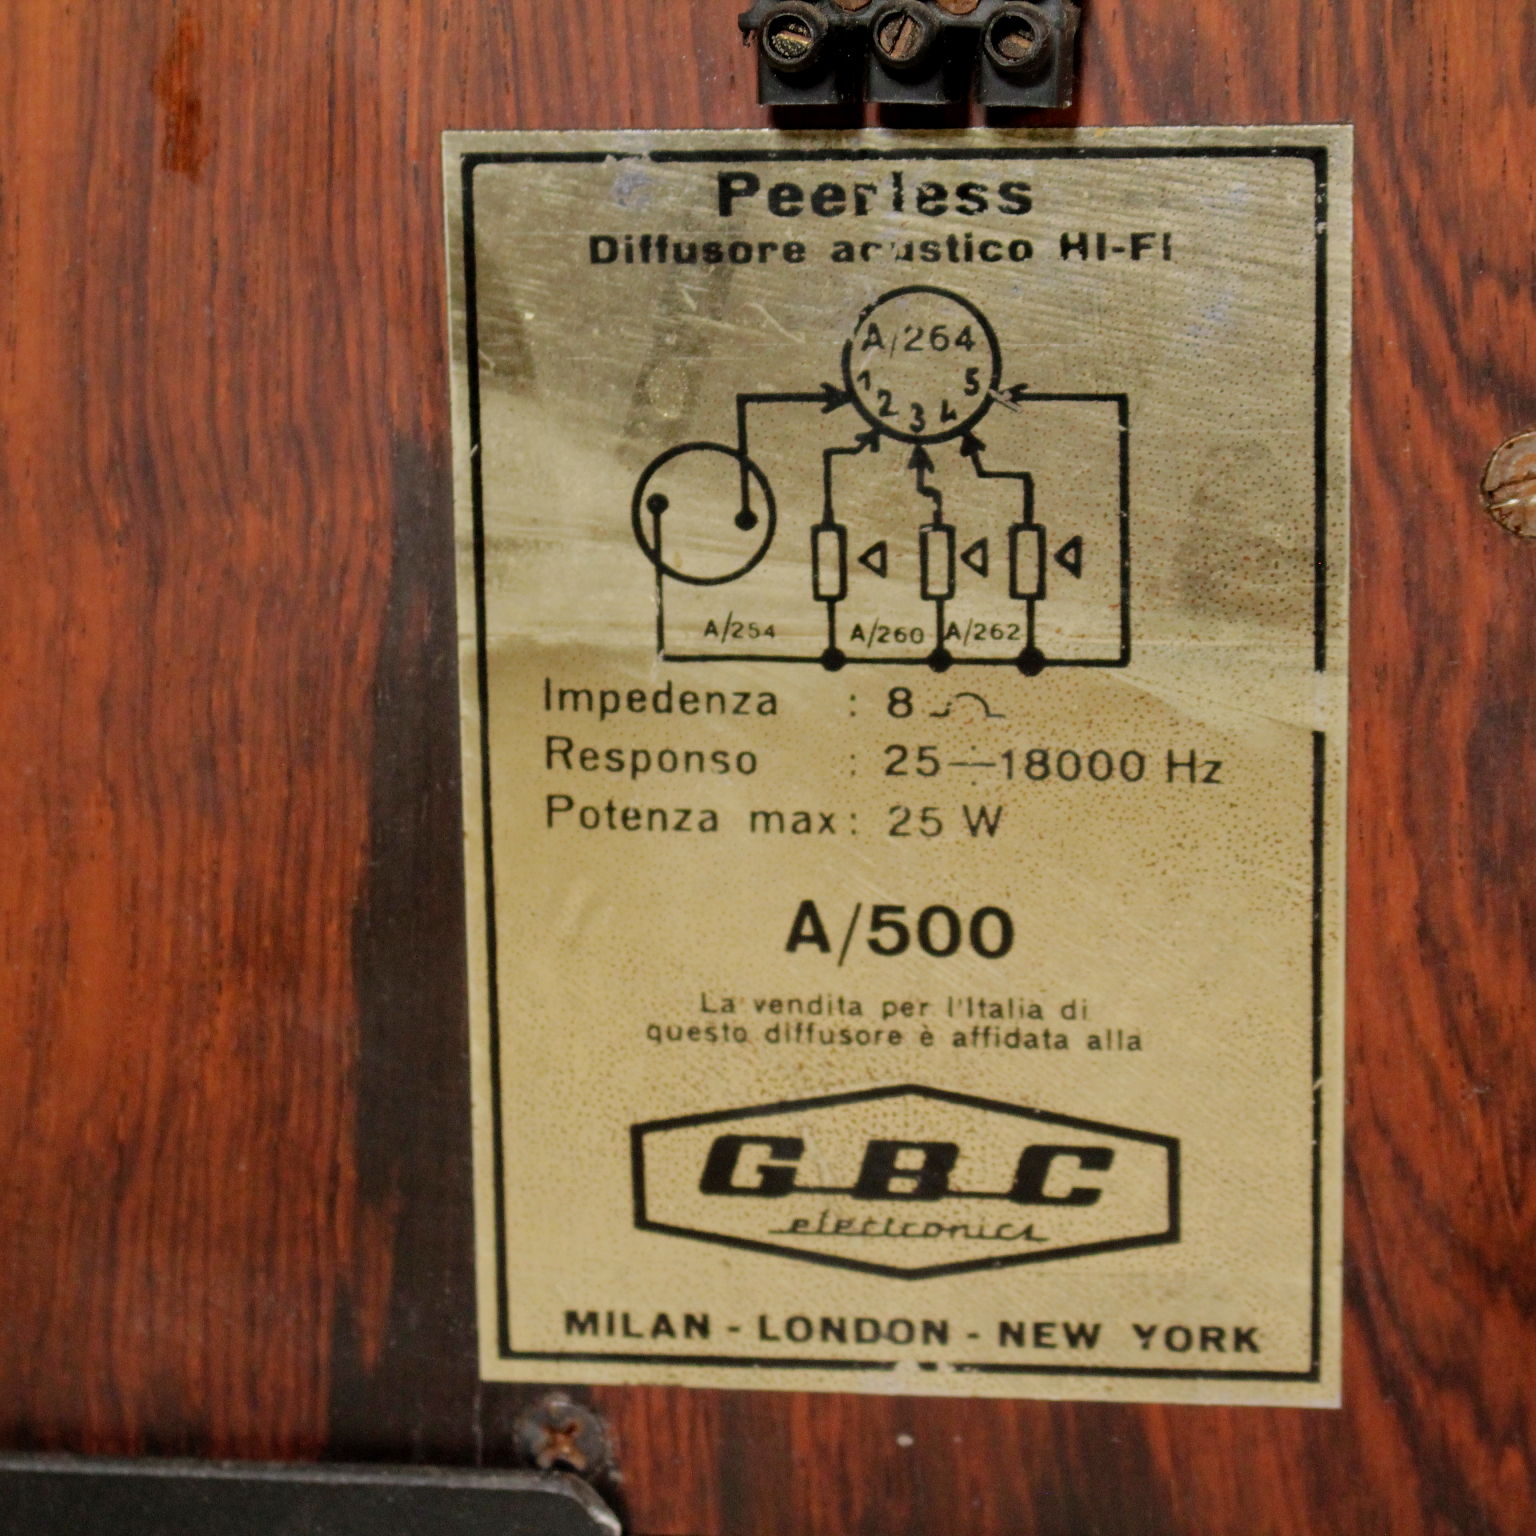 Peerless
Diffusore acustico HI-FI
A/264
1 2 3 4 5
A/254 A/260 A/262
Impedenza : 8
Responso : 25—18000 Hz
Potenza max: 25 W
A/500
La vendita per l'Italia di
questo diffusore è affidata alla
GBC
electronics
MILAN - LONDON - NEW YORK